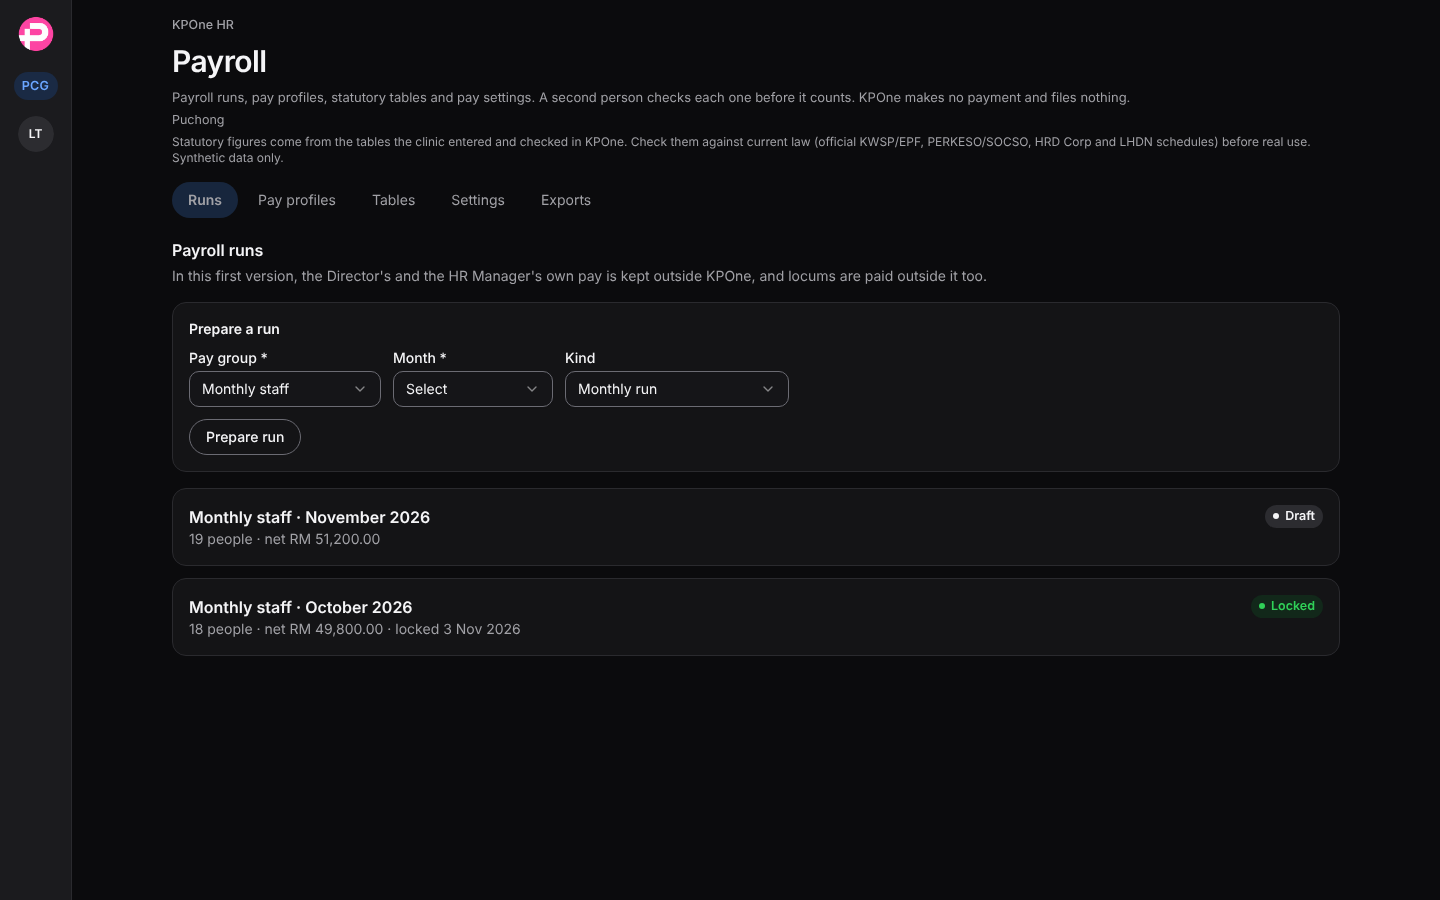 KPOne HR
PCG
LT
Payroll
Payroll runs, pay profiles, statutory tables and pay settings. A second person checks each one before it counts. KPOne makes no payment and files nothing.
Puchong
Statutory figures come from the tables the clinic entered and checked in KPOne. Check them against current law (official KWSP/EPF, PERKESO/SOCSO, HRD Corp and LHDN schedules) before real use.
Synthetic data only.
Runs Pay profiles Tables Settings Exports
Payroll runs
In this first version, the Director's and the HR Manager's own pay is kept outside KPOne, and locums are paid outside it too.
Prepare a run
Pay group * Month * Kind
Monthly staff Select Monthly run
Prepare run
Monthly staff · November 2026 Draft
19 people · net RM 51,200.00
Monthly staff · October 2026 Locked
18 people · net RM 49,800.00 · locked 3 Nov 2026